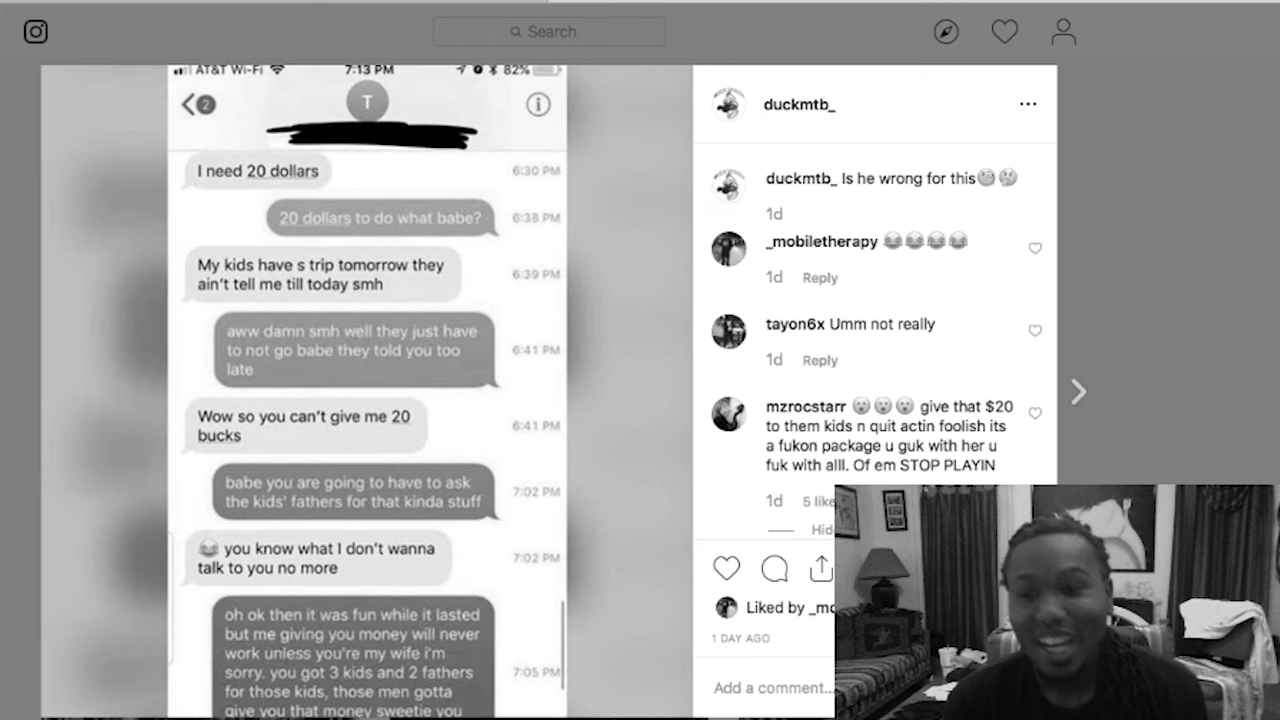 Search
AT&T Wi-Fi 7:13 PM 82%
2
T
I need 20 dollars
6:30 PM
20 dollars to do what babe?
6:38 PM
My kids have s trip tomorrow they
ain't tell me till today smh
6:39 PM
aww damn smh well they just have
to not go babe they told you too
late
6:41 PM
Wow so you can't give me 20
bucks
6:41 PM
babe you are going to have to ask
the kids' fathers for that kinda stuff
7:02 PM
😂 you know what I don't wanna
talk to you no more
7:02 PM
oh ok then it was fun while it lasted
but me giving you money will never
work unless you're my wife i'm
sorry. you got 3 kids and 2 fathers
for those kids, those men gotta
give you that money sweetie you
7:05 PM
duckmtb_
duckmtb_ Is he wrong for this🧐🤔
1d
_mobiletherapy 😂😂😂😂
1d Reply
tayon6x Umm not really
1d Reply
mzrocstarr 😮😮😮 give that $20
to them kids n quit actin foolish its
a fukon package u guk with her u
fuk with alll. Of em STOP PLAYIN
1d 5 like
Hid
Liked by _mo
1 DAY AGO
Add a comment...